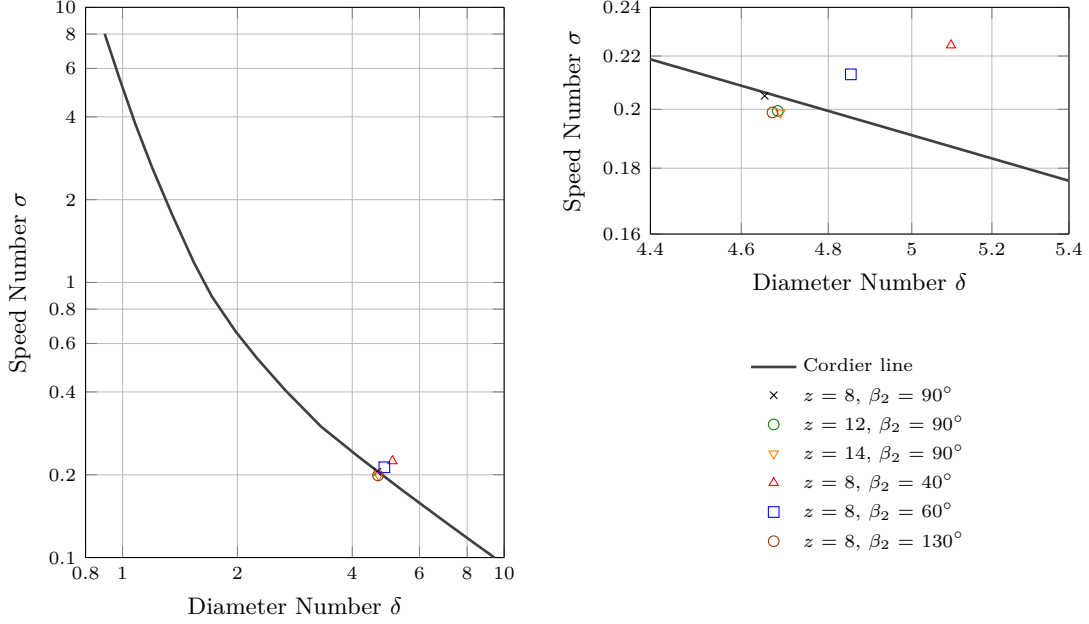 10
8
6
4
2
1
0.8
0.6
0.4
0.2
0.1
Speed Number σ
0.8 1 2 4 6 8 10
Diameter Number δ
0.24
0.22
0.2
0.18
0.16
Speed Number σ
4.4 4.6 4.8 5 5.2 5.4
Diameter Number δ
Cordier line
z = 8, β₂ = 90°
z = 12, β₂ = 90°
z = 14, β₂ = 90°
z = 8, β₂ = 40°
z = 8, β₂ = 60°
z = 8, β₂ = 130°